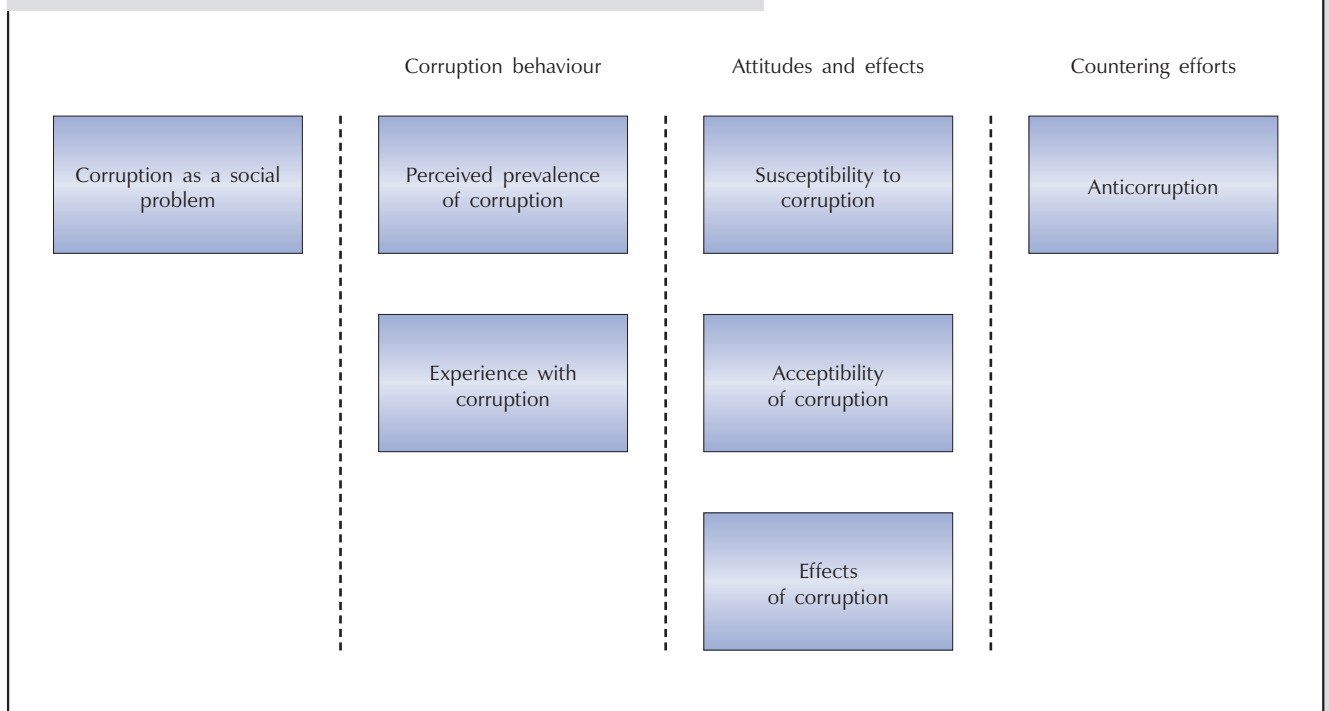 Corruption behaviour
Attitudes and effects
Countering efforts
Corruption as a social
problem
Perceived prevalence
of corruption
Susceptibility to
corruption
Anticorruption
Experience with
corruption
Acceptibility
of corruption
Effects
of corruption